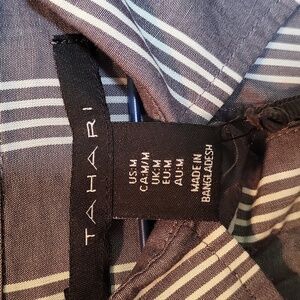 TAHARI
US:M
CA:M/M
UK:M
EU:M
AU:M
MADE IN
BANGLADESH